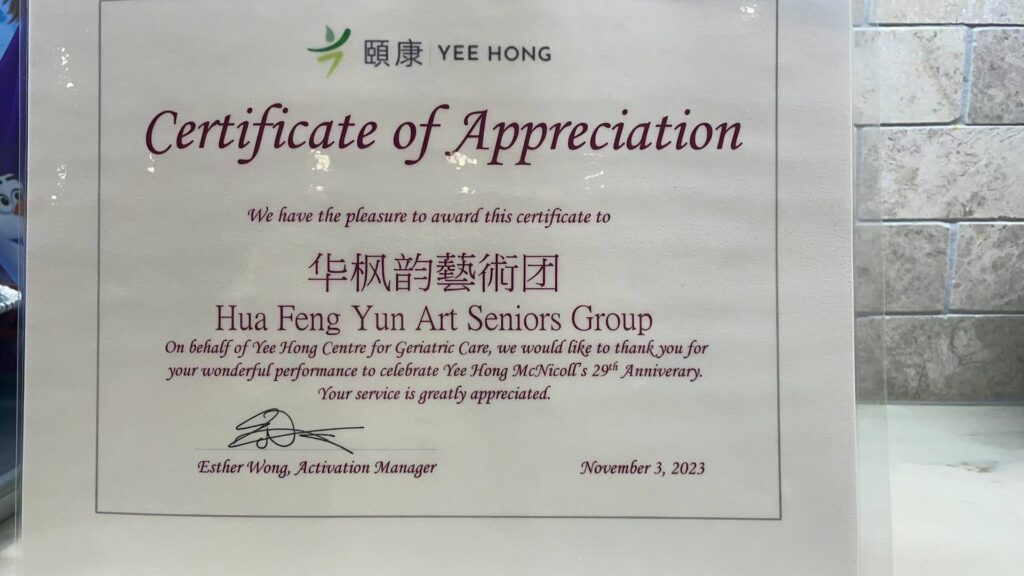 頤康 YEE HONG
Certificate of Appreciation
We have the pleasure to award this certificate to
华枫韵藝術团
Hua Feng Yun Art Seniors Group
On behalf of Yee Hong Centre for Geriatric Care, we would like to thank you for
your wonderful performance to celebrate Yee Hong McNicoll's 29th Anniverary.
Your service is greatly appreciated.
Esther Wong, Activation Manager
November 3, 2023